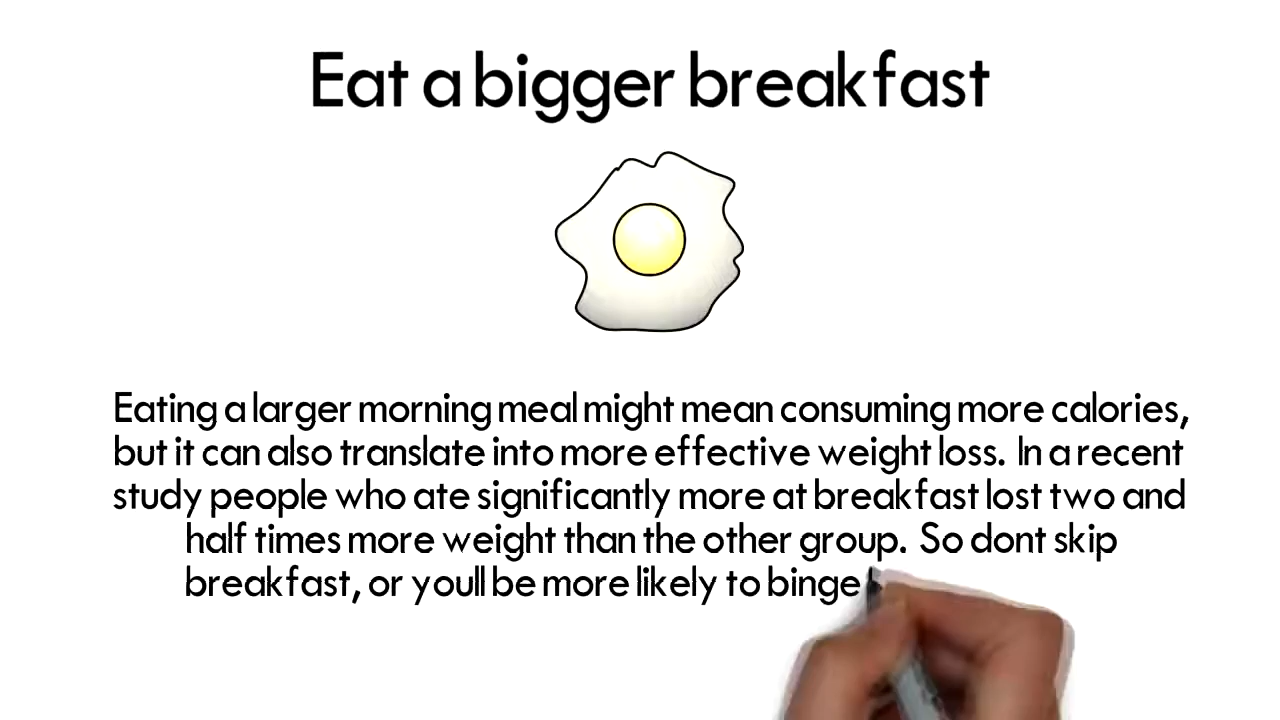 Eat a bigger breakfast
Eating a larger morning meal might mean consuming more calories,
but it can also translate into more effective weight loss. In a recent
study people who ate significantly more at breakfast lost two and
half times more weight than the other group. So dont skip
breakfast, or youll be more likely to binge